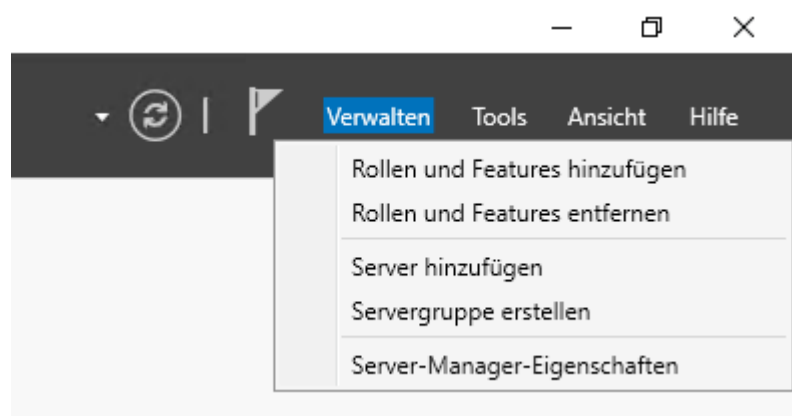 Verwalten Tools Ansicht Hilfe
Rollen und Features hinzufügen
Rollen und Features entfernen
Server hinzufügen
Servergruppe erstellen
Server-Manager-Eigenschaften